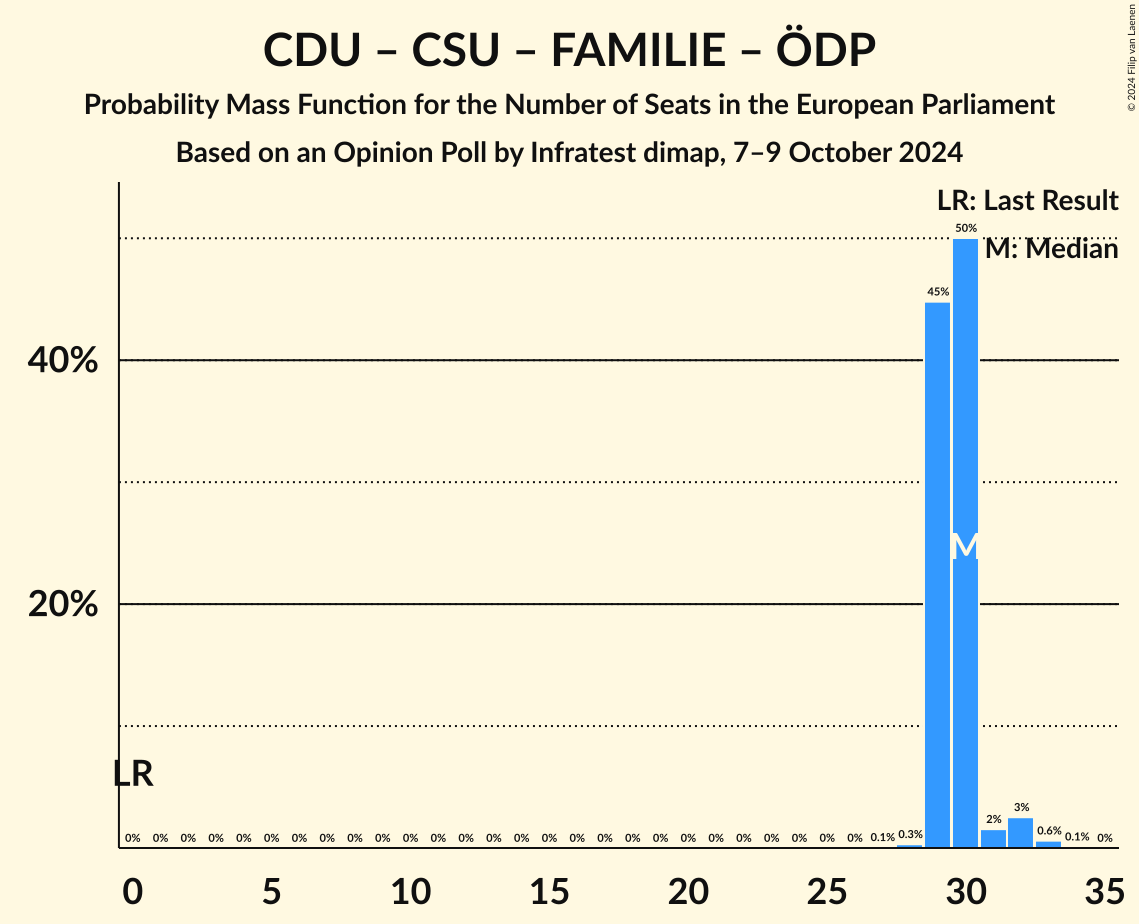 CDU – CSU – FAMILIE – ÖDP
Probability Mass Function for the Number of Seats in the European Parliament
Based on an Opinion Poll by Infratest dimap, 7–9 October 2024
© 2024 Filip van Laenen
LR: Last Result
M: Median
50%
45%
40%
M
20%
LR
3%
2%
0% 0% 0% 0% 0% 0% 0% 0% 0% 0% 0% 0% 0% 0% 0% 0% 0% 0% 0% 0% 0% 0% 0% 0% 0% 0% 0% 0.1% 0.3% 0.6% 0.1% 0%
0 5 10 15 20 25 30 35